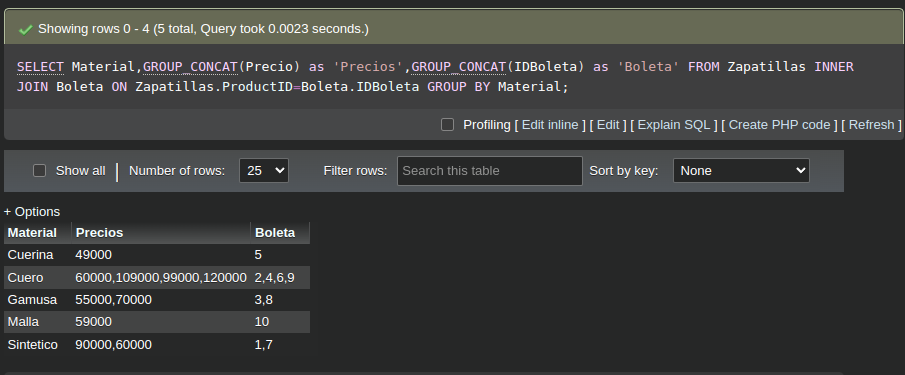 Showing rows 0 - 4 (5 total, Query took 0.0023 seconds.)
SELECT Material,GROUP_CONCAT(Precio) as 'Precios',GROUP_CONCAT(IDBoleta) as 'Boleta' FROM Zapatillas INNER
JOIN Boleta ON Zapatillas.ProductID=Boleta.IDBoleta GROUP BY Material;
Profiling [ Edit inline ] [ Edit ] [ Explain SQL ] [ Create PHP code ] [ Refresh ]
Show all Number of rows: 25 Filter rows: Search this table Sort by key: None
+ Options
Material Precios Boleta
Cuerina 49000 5
Cuero 60000,109000,99000,120000 2,4,6,9
Gamusa 55000,70000 3,8
Malla 59000 10
Sintetico 90000,60000 1,7